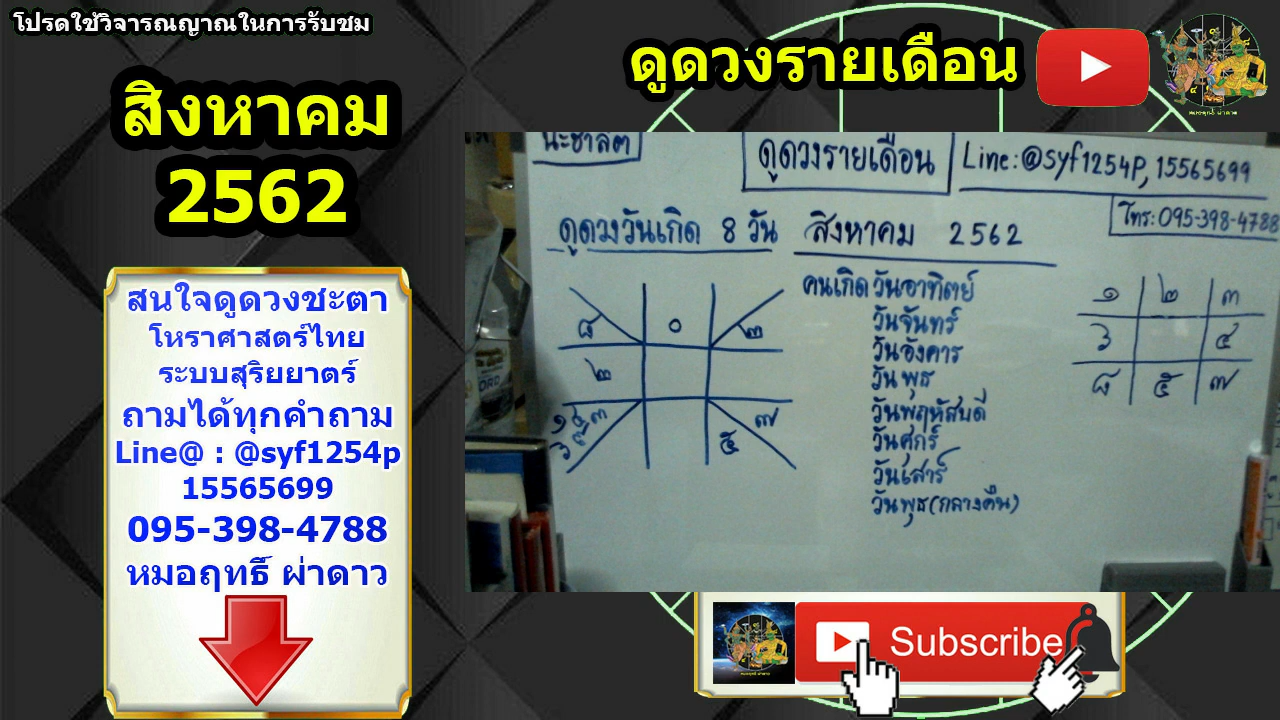 โปรดใช้วิจารณญาณในการรับชม
สิงหาคม
2562
ดูดวงรายเดือน
สนใจดูดวงชะตา
โหราศาสตร์ไทย
ระบบสุริยยาตร์
ถามได้ทุกคำถาม
Line@ : @syf1254p
15565699
095-398-4788
หมอฤทธิ์ ผ่าดาว
ดูดวงรายเดือน
Line:@syf1254P, 15565699
โทร: 095-398-4788
ดูดวงวันเกิด 8 วัน สิงหาคม 2562
คนเกิด วันอาทิตย์
วันจันทร์
วันอังคาร
วันพุธ
วันพฤหัสบดี
วันศุกร์
วันเสาร์
วันพุธ(กลางคืน)
๘ ๐ ๒
๒
๗
๕
๑ ๒ ๓
๔
๘ ๕ ๗
Subscribe